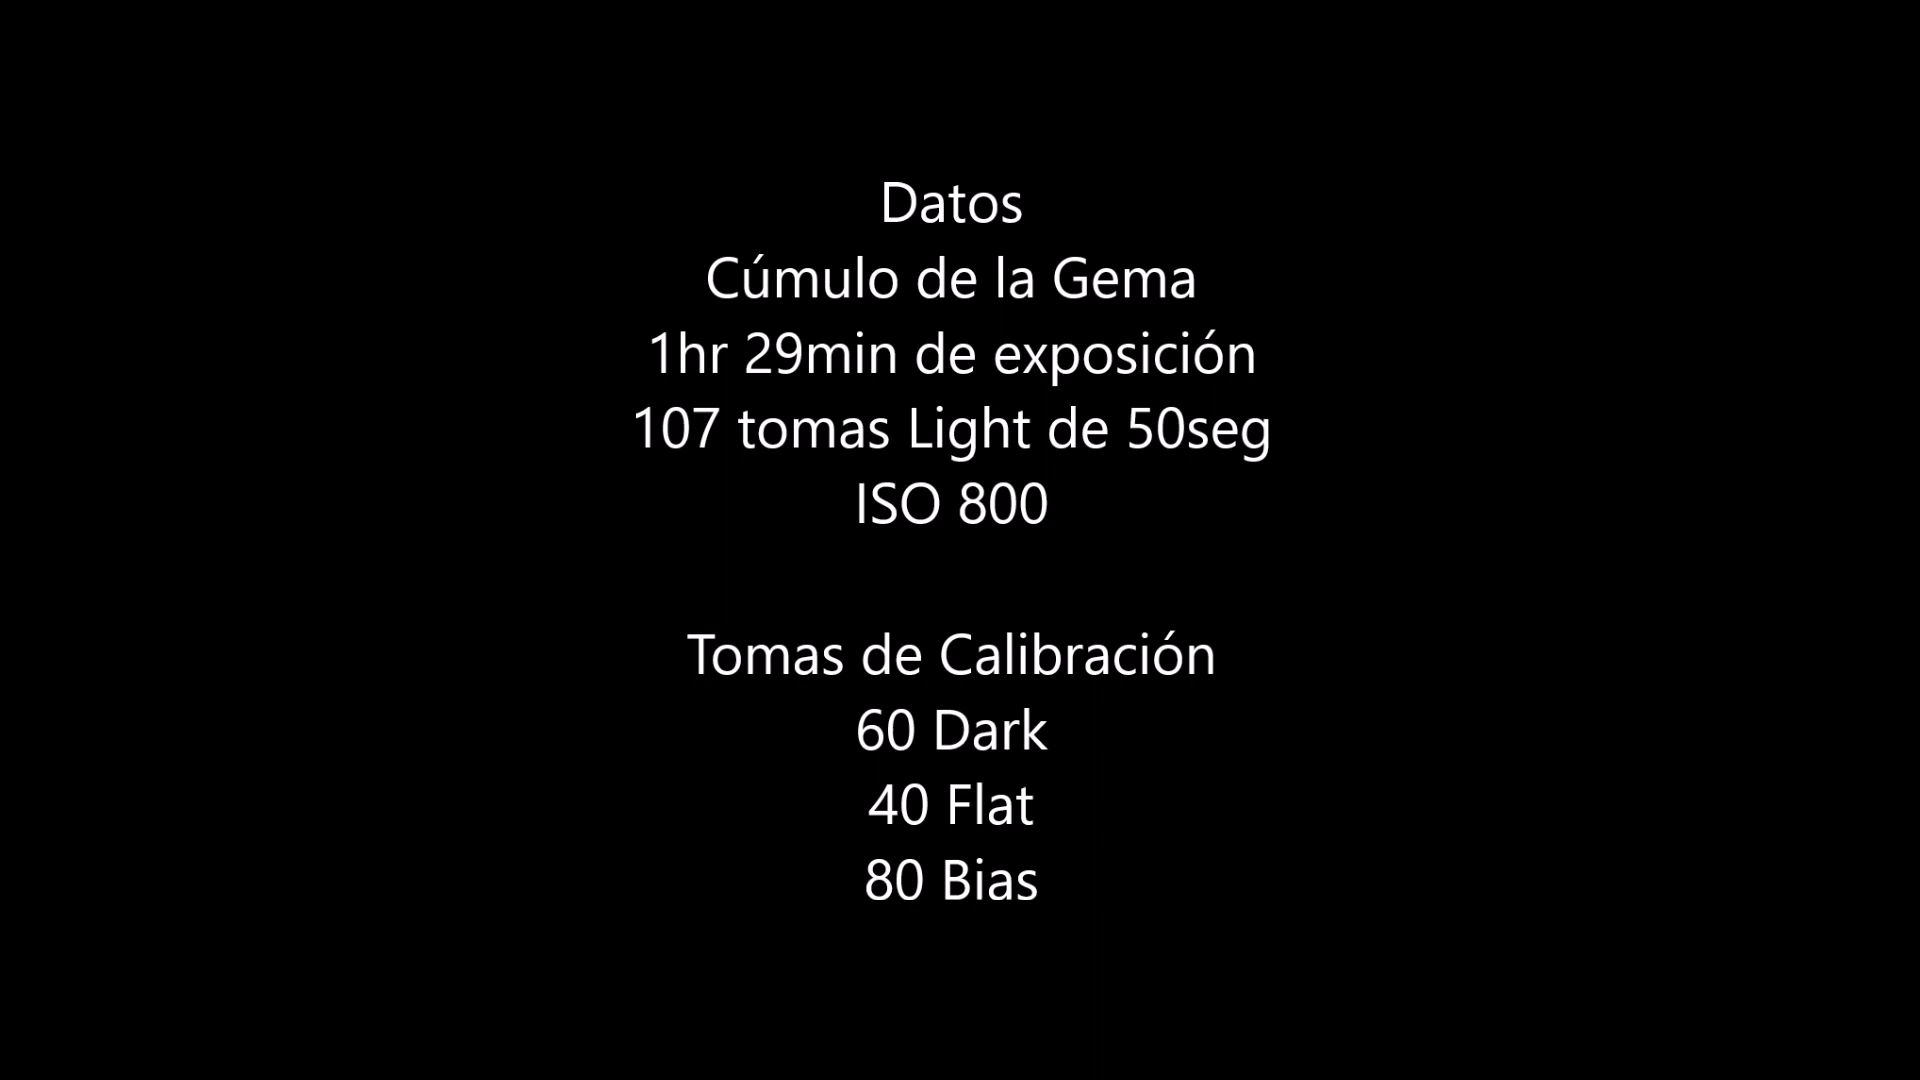 Datos
Cúmulo de la Gema
1hr 29min de exposición
107 tomas Light de 50seg
ISO 800
Tomas de Calibración
60 Dark
40 Flat
80 Bias